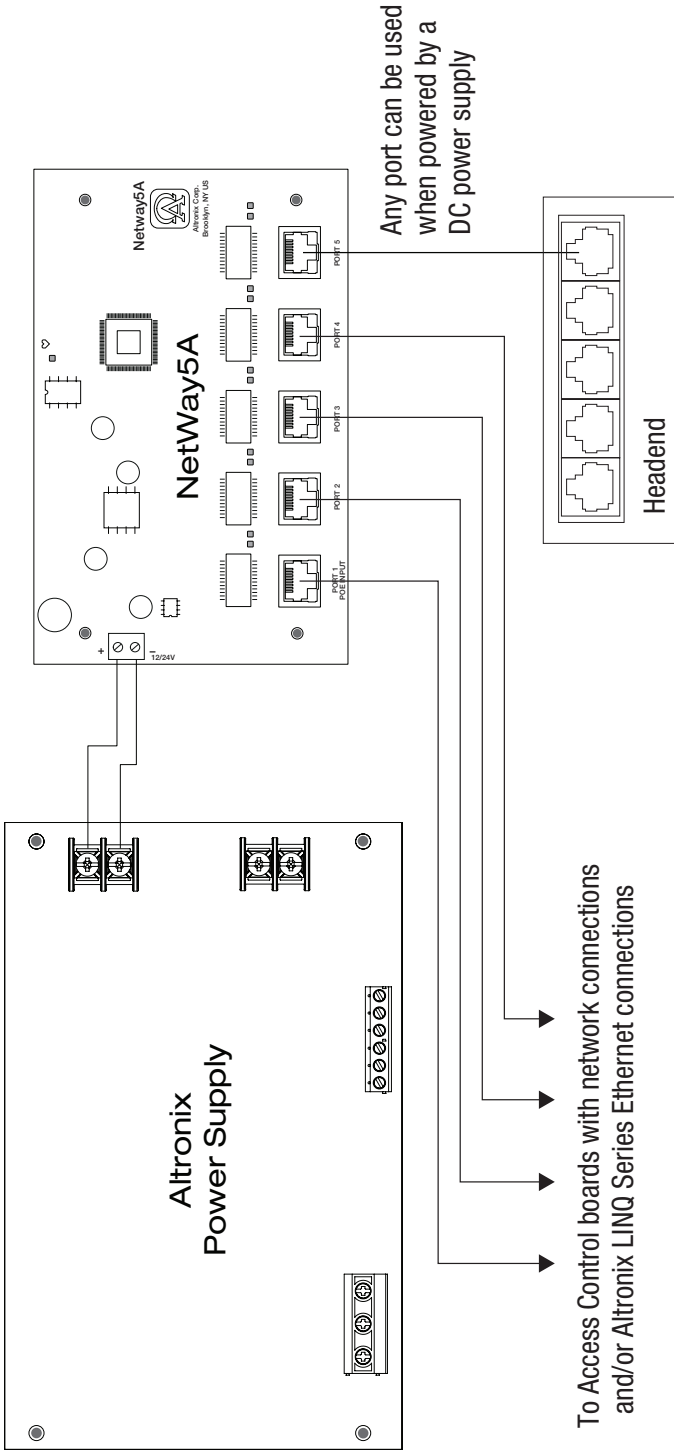 Altronix
Power Supply
+
–
12/24V
Netway5A
Altronix Corp.
Brooklyn, NY US
NetWay5A
PORT 1
POE INPUT
PORT 2
PORT 3
PORT 4
PORT 5
Any port can be used
when powered by a
DC power supply
To Access Control boards with network connections
and/or Altronix LINQ Series Ethernet connections
Headend